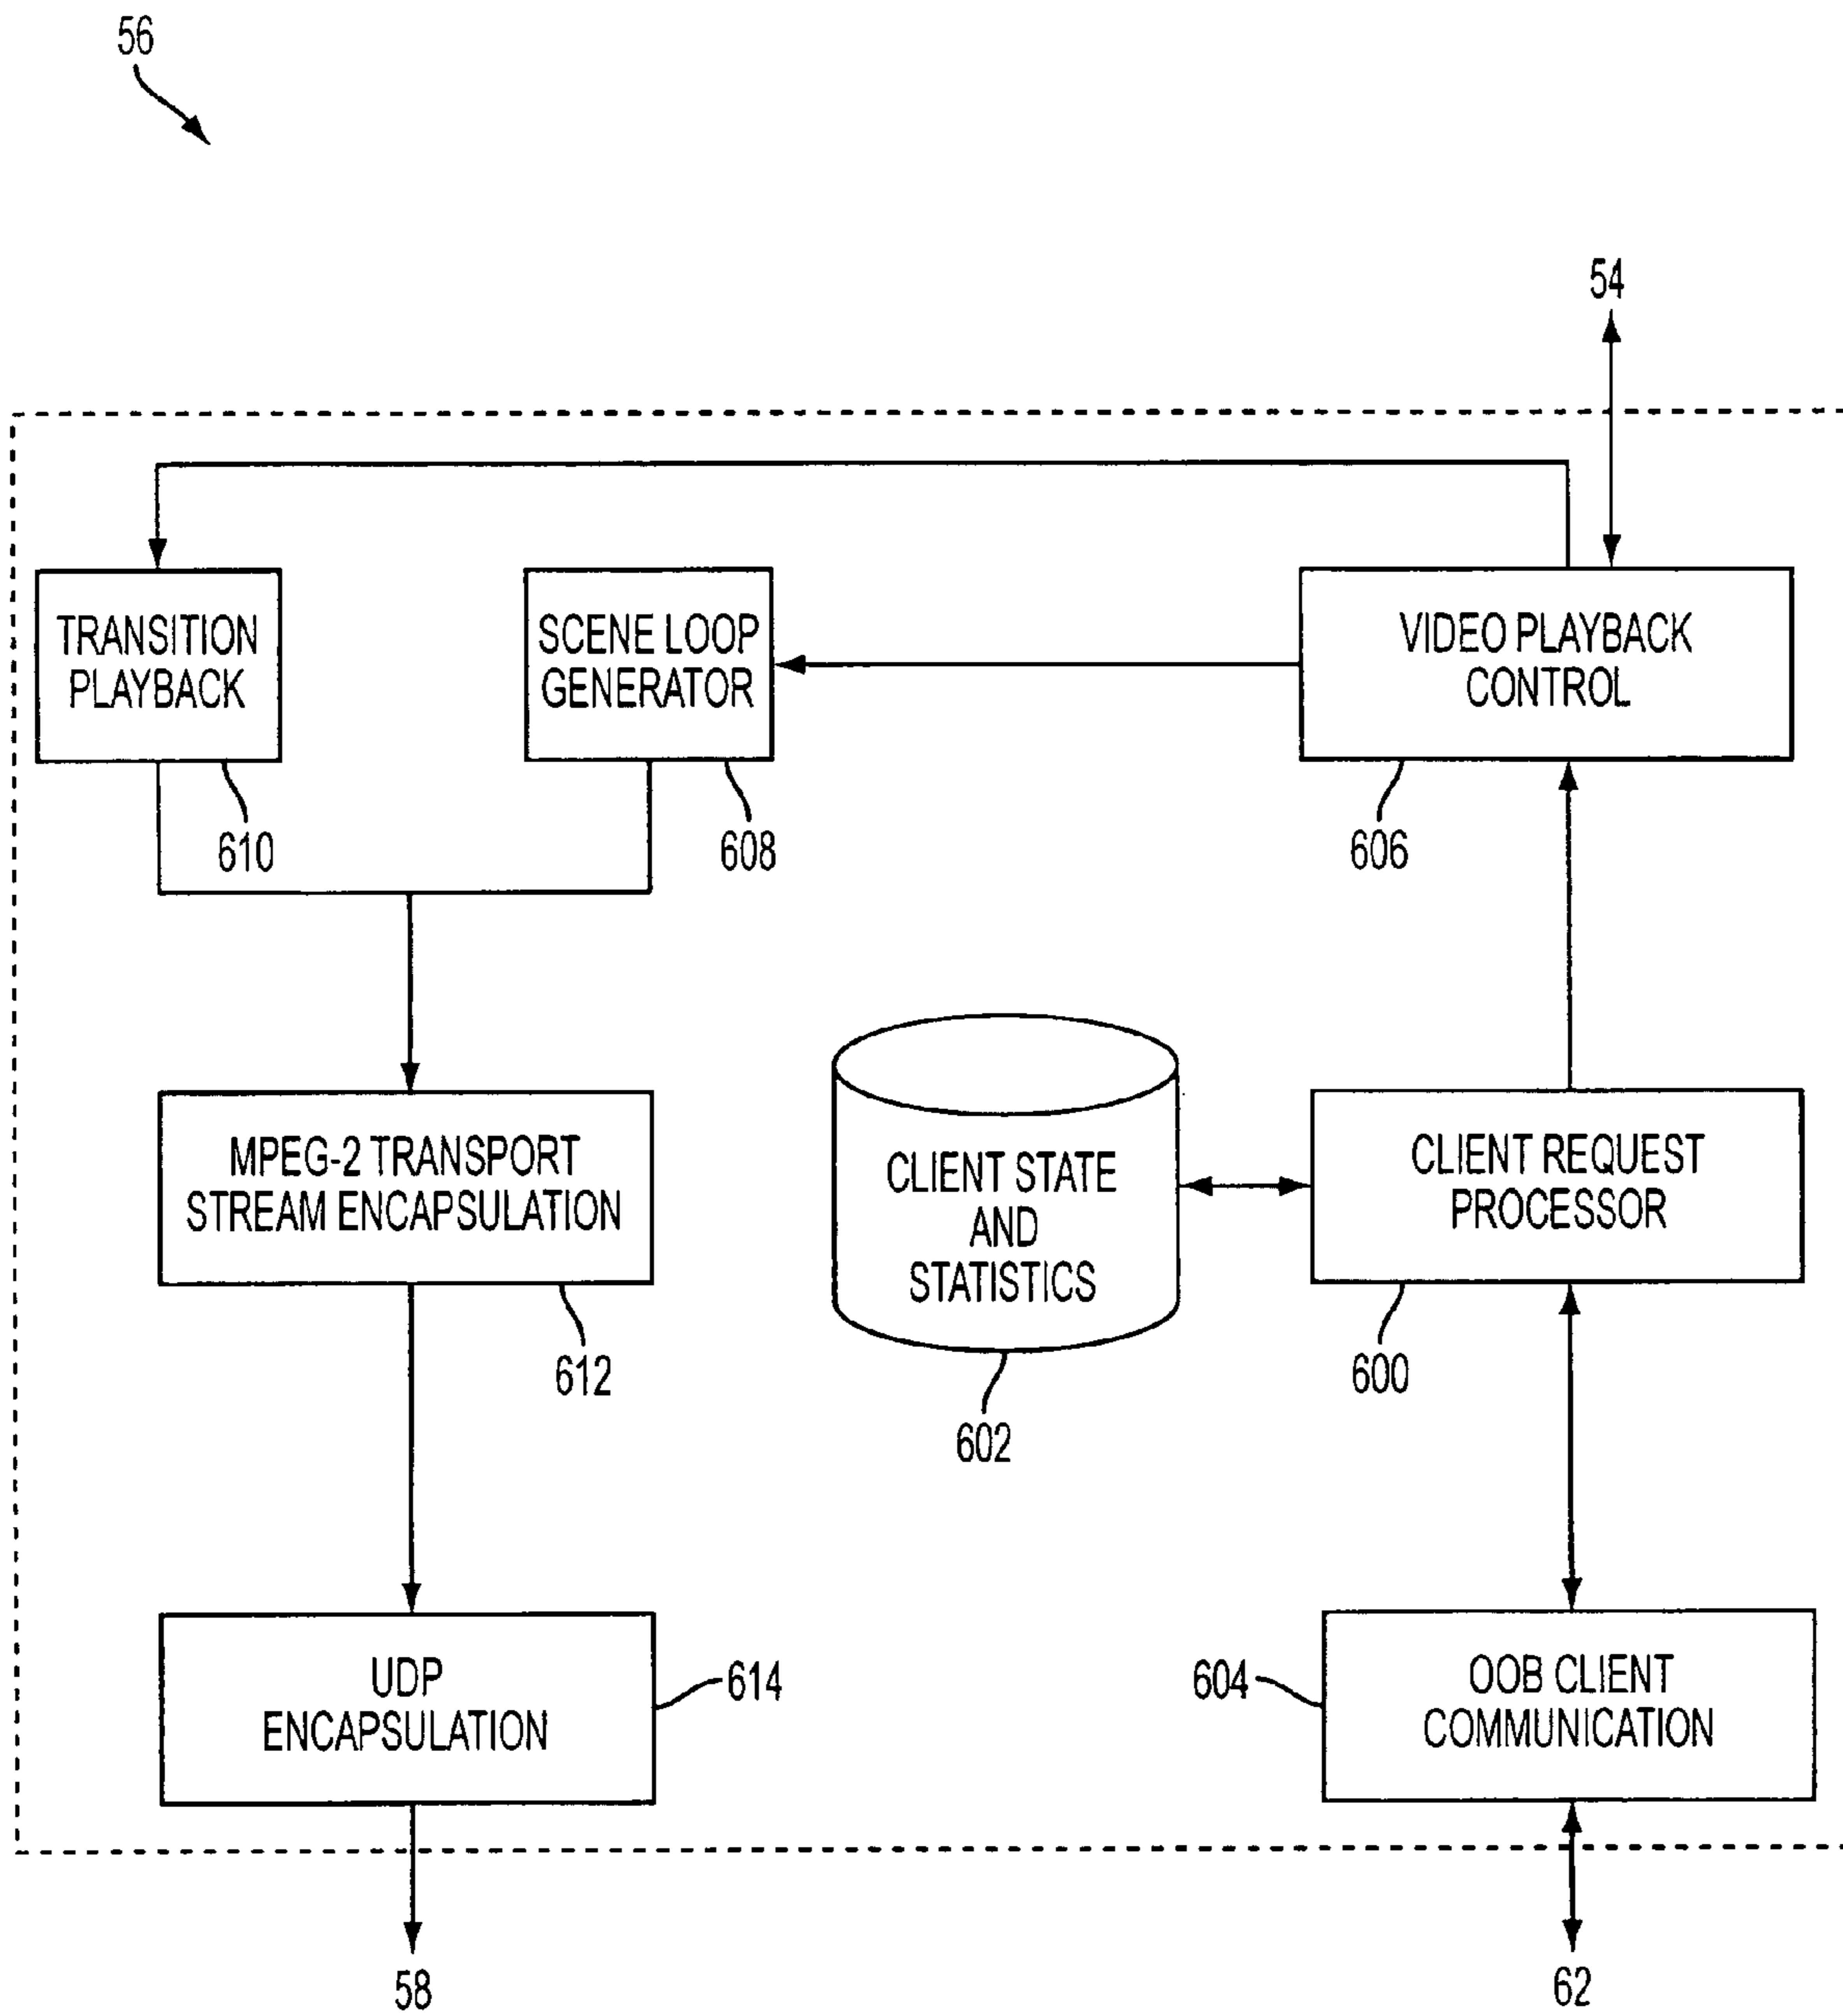 56
54
TRANSITION
PLAYBACK
610
SCENE LOOP
GENERATOR
608
VIDEO PLAYBACK
CONTROL
606
MPEG-2 TRANSPORT
STREAM ENCAPSULATION
612
CLIENT STATE
AND
STATISTICS
602
CLIENT REQUEST
PROCESSOR
600
UDP
ENCAPSULATION
614
604
OOB CLIENT
COMMUNICATION
58
62